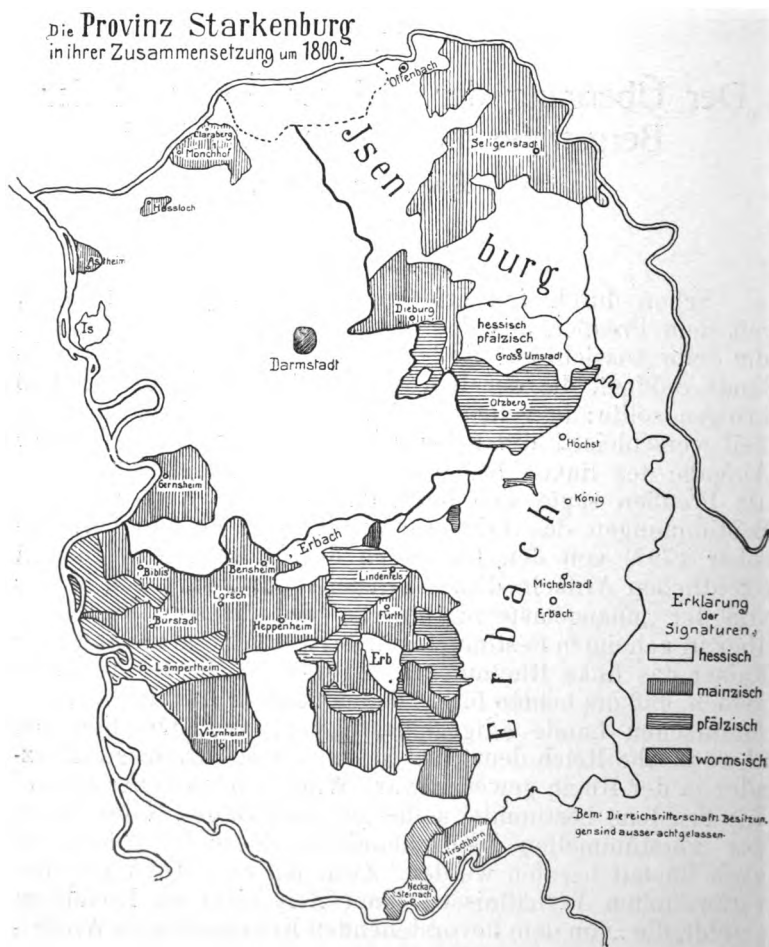 Die Provinz Starkenburg
in ihrer Zusammensetzung um 1800.
Offenbach
Claraberg
Mönchhof
Jsen
burg
Seligenstadt
Hassloch
Astheim
Is
Dieburg
hessisch
pfälzisch
Gross Umstadt
Darmstadt
Otzberg
Höchst
König
Gernsheim
Erbach
Erbach
Biblis
Bensheim
Lindenfels
Lorsch
Fürth
Michelstadt
Erbach
Bürstadt
Heppenheim
Erb
Lampertheim
Viernheim
Hirschhorn
Neckar
Steinach
Erklärung
der
Signaturen:
hessisch
mainzisch
pfälzisch
wormsisch
Bem: Die reichsritterschaftl. Besitzun-
gen sind ausser acht gelassen.